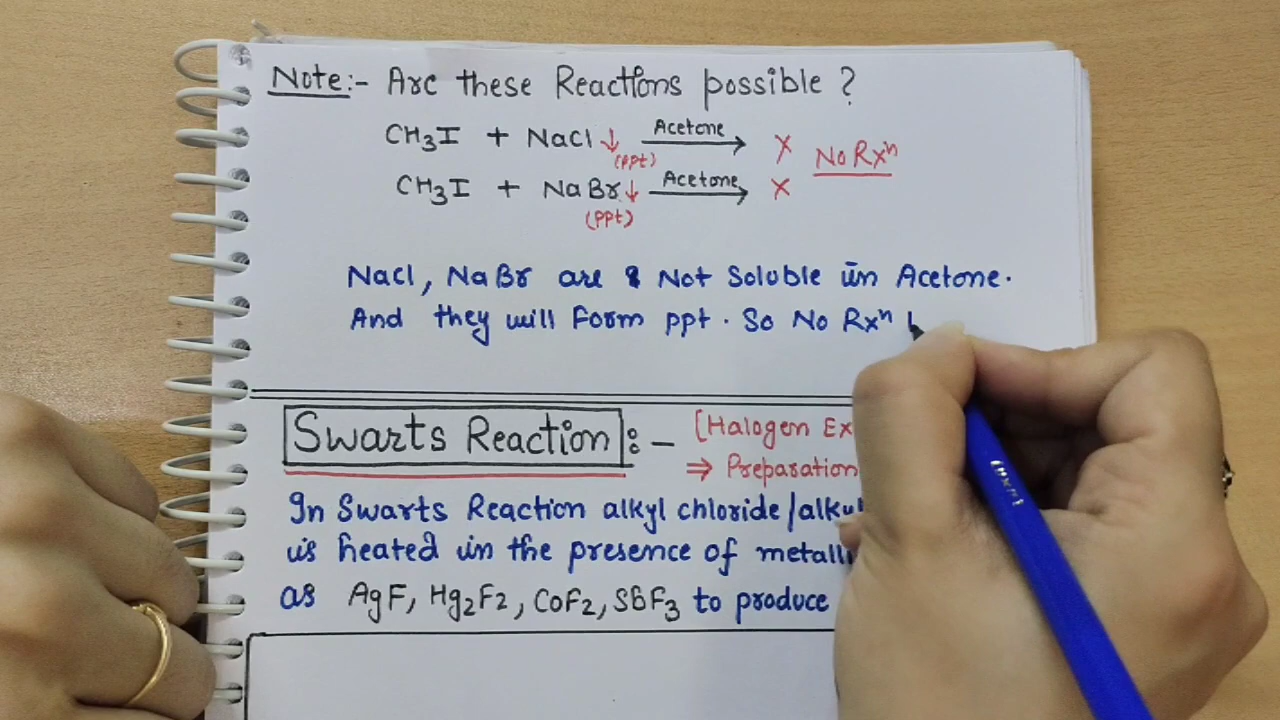 Note:- Are these Reactions possible ?
CH3I + NaCl ↓ (ppt) Acetone → X No Rxⁿ
CH3I + NaBr ↓ (ppt) Acetone → X
NaCl, NaBr are Not Soluble in Acetone.
And they will Form ppt. So No Rxⁿ
Swarts Reaction :- [Halogen Ex
⇒ Preparation
In Swarts Reaction alkyl chloride/alkyl
is heated in the presence of metalli
as AgF, Hg2F2, CoF2, SbF3 to produce